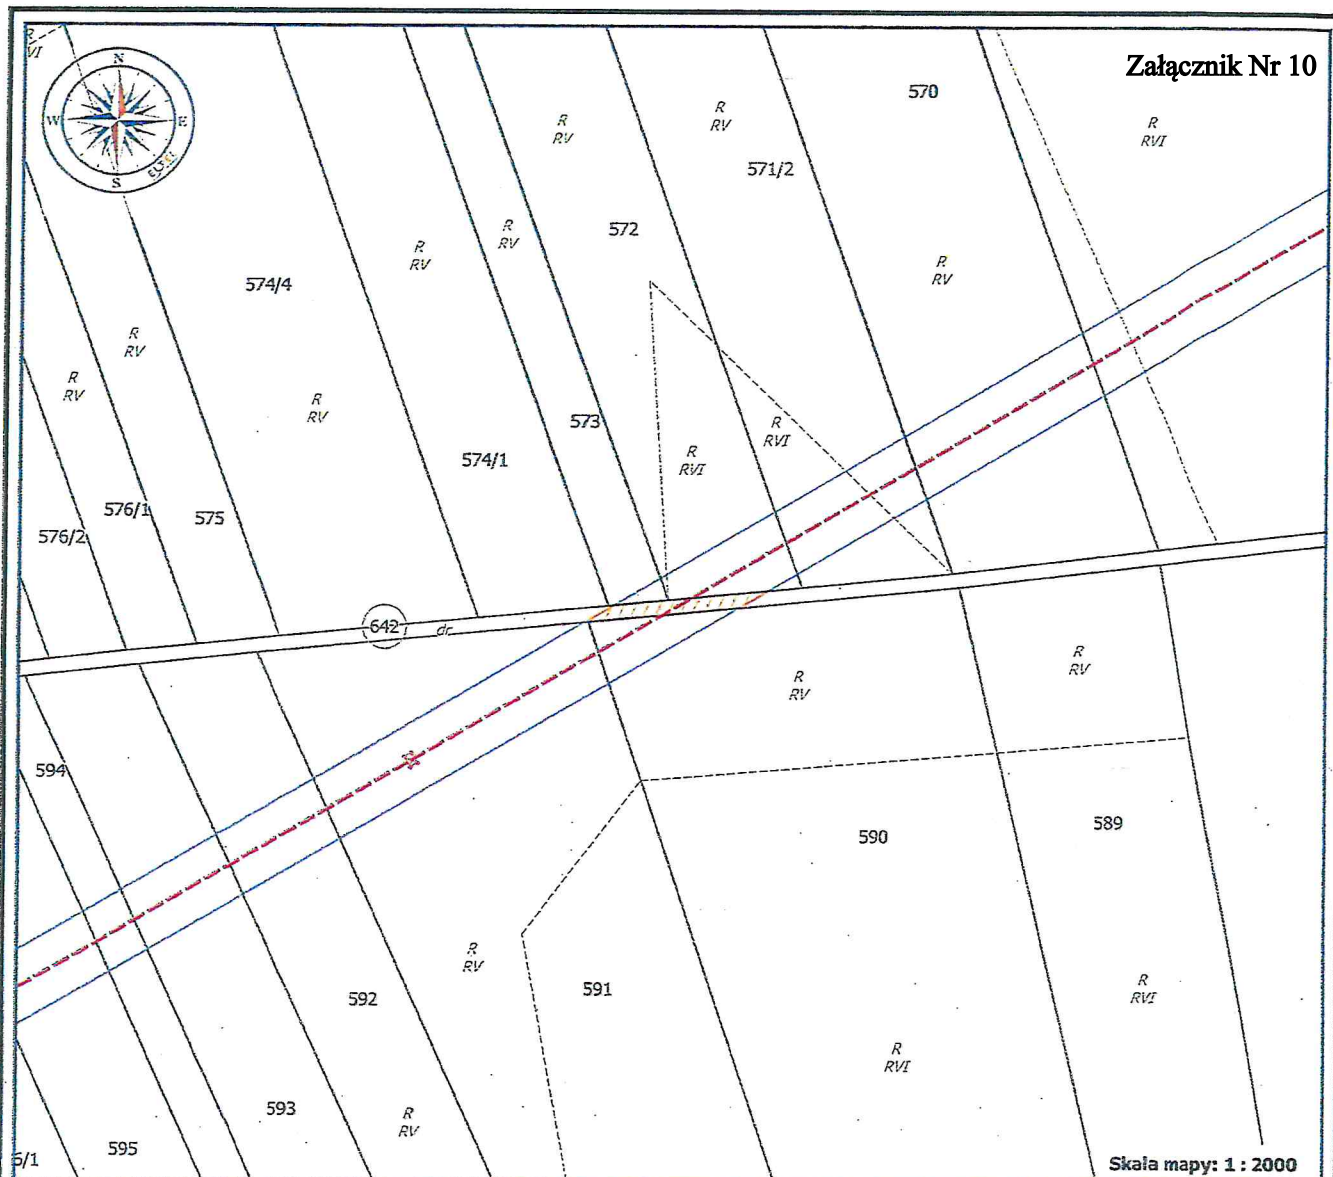 Załącznik Nr 10
R
VI
N
W
E
S
570
R
RVI
R
RV
R
RV
571/2
572
R
RV
R
RV
R
RV
574/4
R
RV
R
RV
R
RV
573
R
RVI
R
RVI
574/1
576/1
575
576/2
642
dr
R
RV
R
RV
594
590
589
R
RV
591
592
R
RVI
R
RVI
593
R
RV
595
5/1
Skala mapy: 1 : 2000